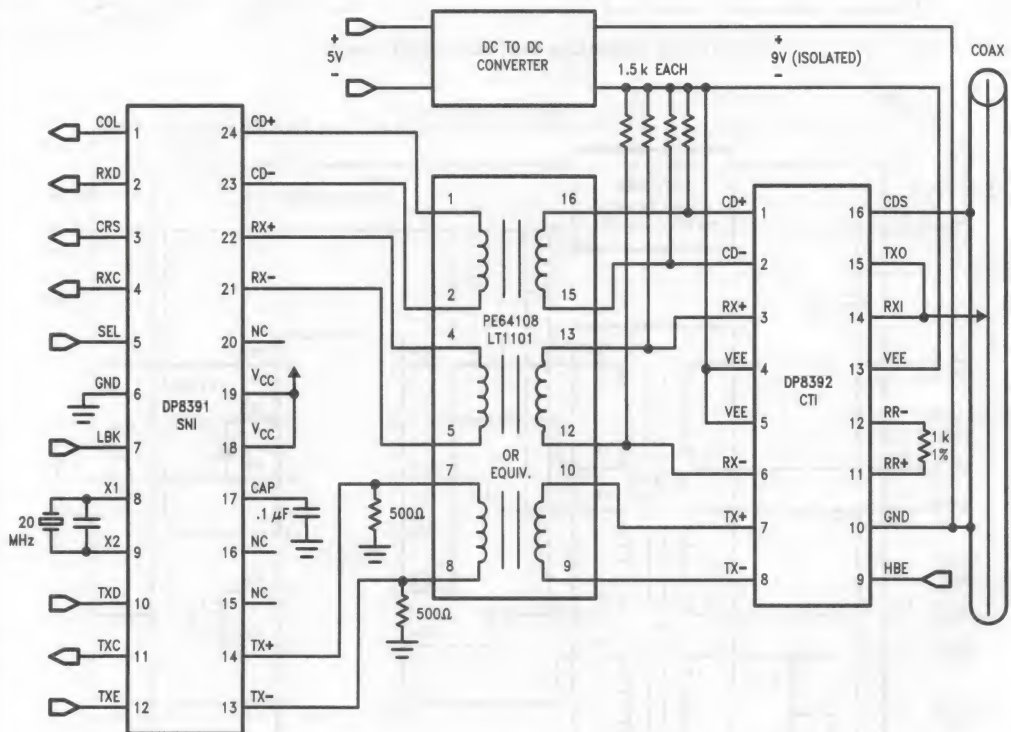 +
5V
-
DC TO DC
CONVERTER
+
9V (ISOLATED)
-
1.5 k EACH
COAX
COL 1
RXD 2
CRS 3
RXC 4
SEL 5
GND 6
LBK 7
X1 8
X2 9
TXD 10
TXC 11
TXE 12
20
MHz
DP8391
SNI
24 CD+
23 CD-
22 RX+
21 RX-
20 NC
19 VCC
18 VCC
17 CAP
16 NC
15 NC
14 TX+
13 TX-
.1 μF
500Ω
500Ω
1 16
2 15
PE64108
LT1101
4 13
5 12
OR
EQUIV.
7 10
8 9
CD+ 1
CD- 2
RX+ 3
VEE 4
VEE 5
RX- 6
TX+ 7
TX- 8
DP8392
CTI
16 CDS
15 TXO
14 RXI
13 VEE
12 RR-
11 RR+
10 GND
9 HBE
1 k
1%